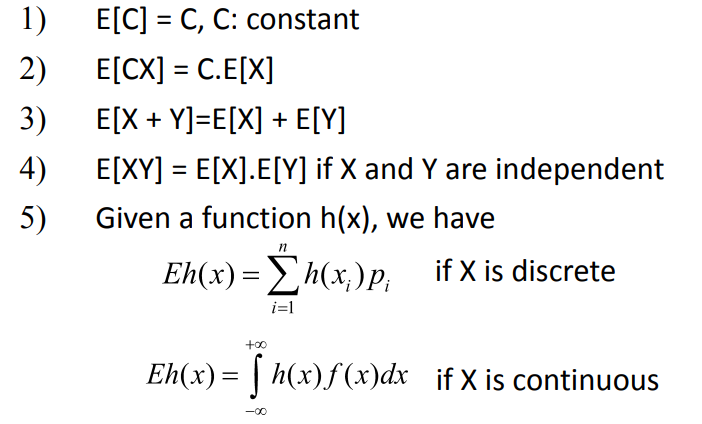 1) E[C] = C, C: constant
2) E[CX] = C.E[X]
3) E[X + Y]=E[X] + E[Y]
4) E[XY] = E[X].E[Y] if X and Y are independent
5) Given a function h(x), we have
Eh(x) = ∑_{i=1}^{n} h(x_i)p_i if X is discrete
Eh(x) = ∫_{-∞}^{+∞} h(x)f(x)dx if X is continuous